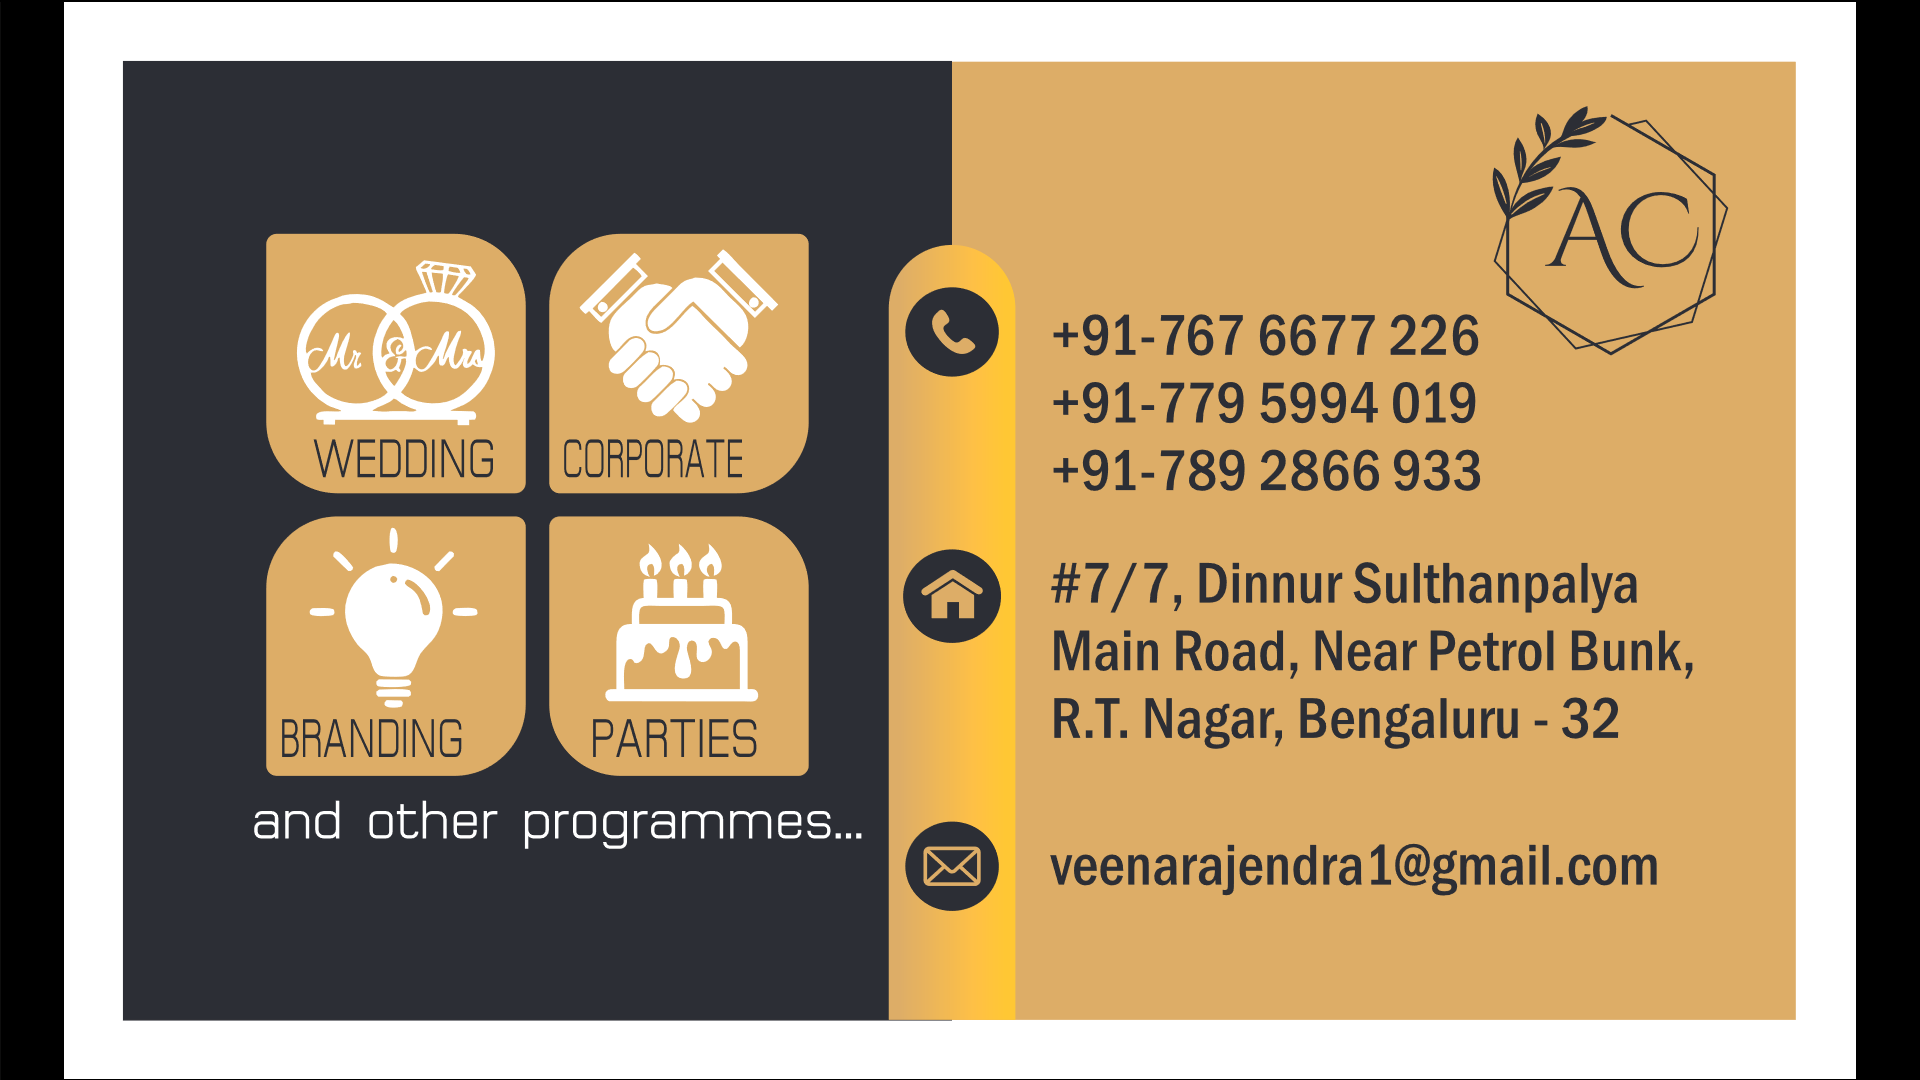 Mr & Mrs
WEDDING
CORPORATE
BRANDING
PARTIES
and other programmes...
AC
+91-767 6677 226
+91-779 5994 019
+91-789 2866 933
#7/7, Dinnur Sulthanpalya
Main Road, Near Petrol Bunk,
R.T. Nagar, Bengaluru - 32
veenarajendra1@gmail.com